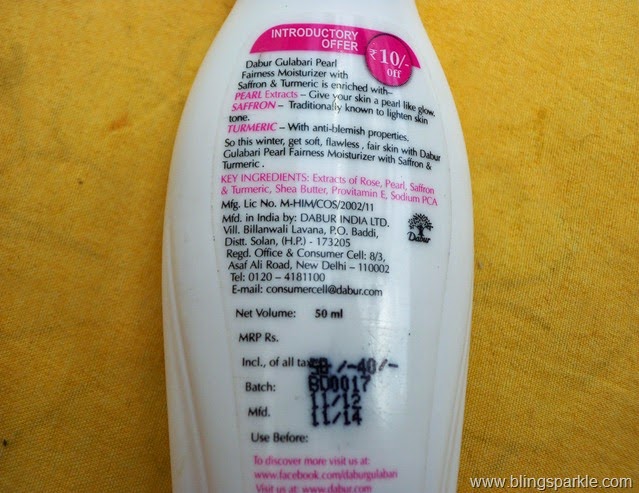 INTRODUCTORY
OFFER
₹ 10/-
Off
Dabur Gulabari Pearl
Fairness Moisturizer with
Saffron & Turmeric is enriched with–
PEARL Extracts – Give your skin a pearl like glow.
SAFFRON – Traditionally known to lighten skin
tone.
TURMERIC – With anti-blemish properties.
So this winter, get soft, flawless , fair skin with Dabur
Gulabari Pearl Fairness Moisturizer with Saffron &
Turmeric .
KEY INGREDIENTS: Extracts of Rose, Pearl, Saffron
& Turmeric, Shea Butter, Provitamin E, Sodium PCA
Mfg. Lic No. M-HIM/COS/2002/11
Mfd. in India by: DABUR INDIA LTD.
Vill. Billanwali Lavana, P.O. Baddi,
Distt. Solan, (H.P.) - 173205
Regd. Office & Consumer Cell: 8/3,
Asaf Ali Road, New Delhi – 110002
Tel: 0120 – 4181100
E-mail: consumercell@dabur.com
Dabur
Net Volume: 50 ml
MRP Rs.
Incl., of all 50/-40/-
Batch: BD0017
11/12
Mfd.
11/14
Use Before:
To discover more visit us at:
www.facebook.com/daburgulabari
Visit us at: www.dabur.com
www.blingsparkle.com